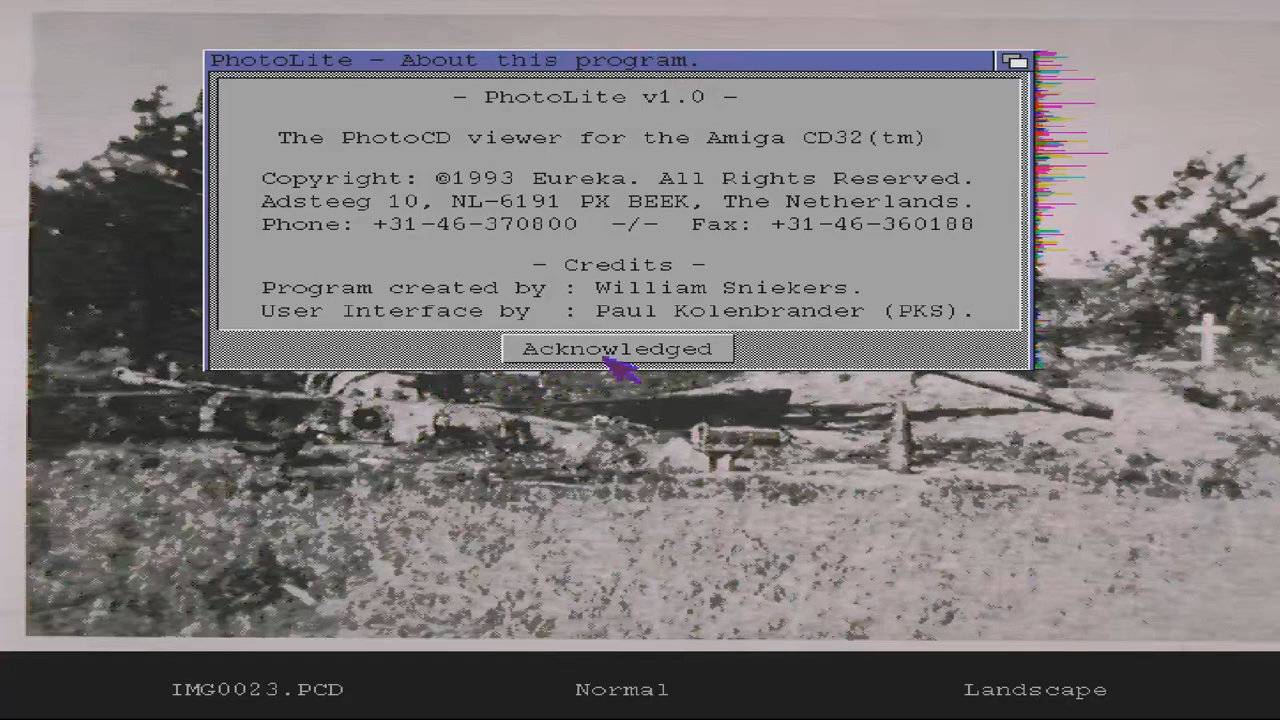 PhotoLite - About this program.
- PhotoLite v1.0 -
The PhotoCD viewer for the Amiga CD32(tm)
Copyright: ©1993 Eureka. All Rights Reserved.
Adsteeg 10, NL-6191 PX BEEK, The Netherlands.
Phone: +31-46-370800 -/- Fax: +31-46-360188
- Credits -
Program created by : William Sniekers.
User Interface by : Paul Kolenbrander (PKS).
Acknowledged
IMG0023.PCD Normal Landscape